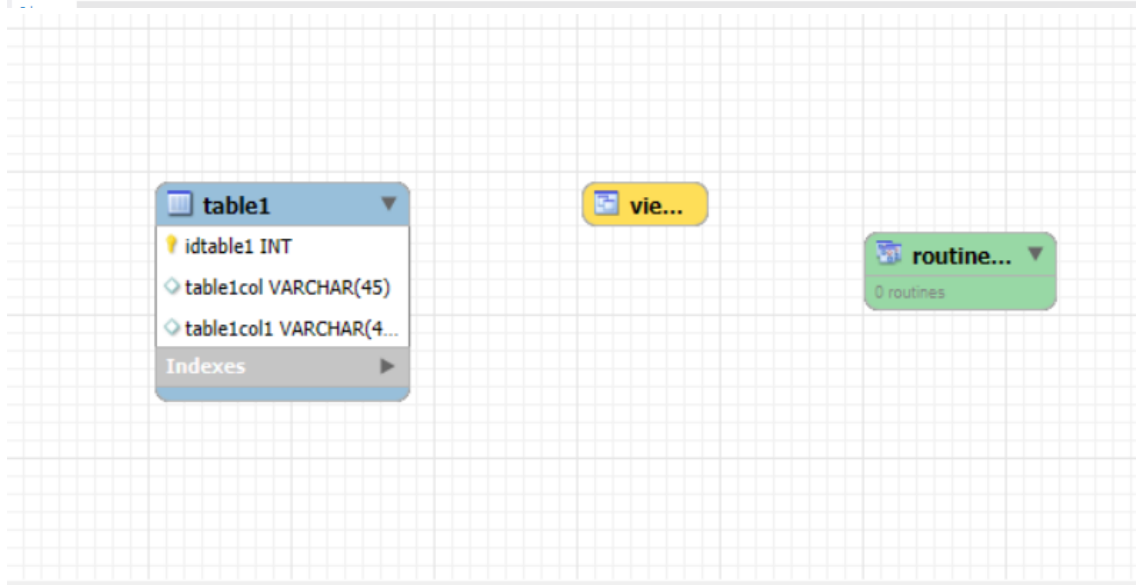 table1
idtable1 INT
table1col VARCHAR(45)
table1col1 VARCHAR(4...
Indexes
vie...
routine...
0 routines